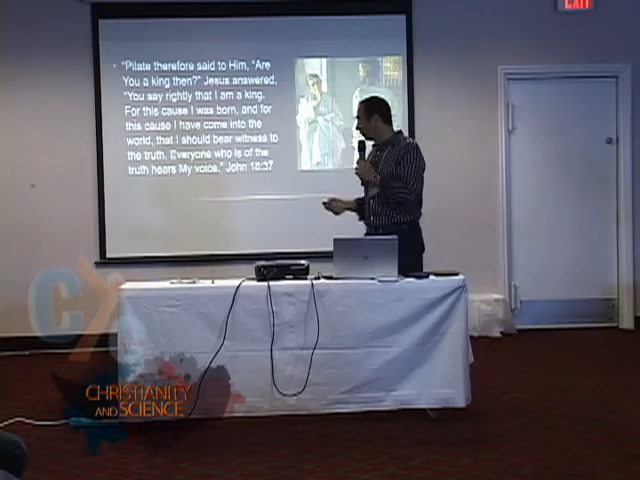 EXIT
"Pilate therefore said to Him, "Are
You a king then?" Jesus answered,
"You say rightly that I am a king.
For this cause I was born, and for
this cause I have come into the
world, that I should bear witness to
the truth. Everyone who is of the
truth hears My voice." John 18:37
CHRISTIANITY
AND SCIENCE